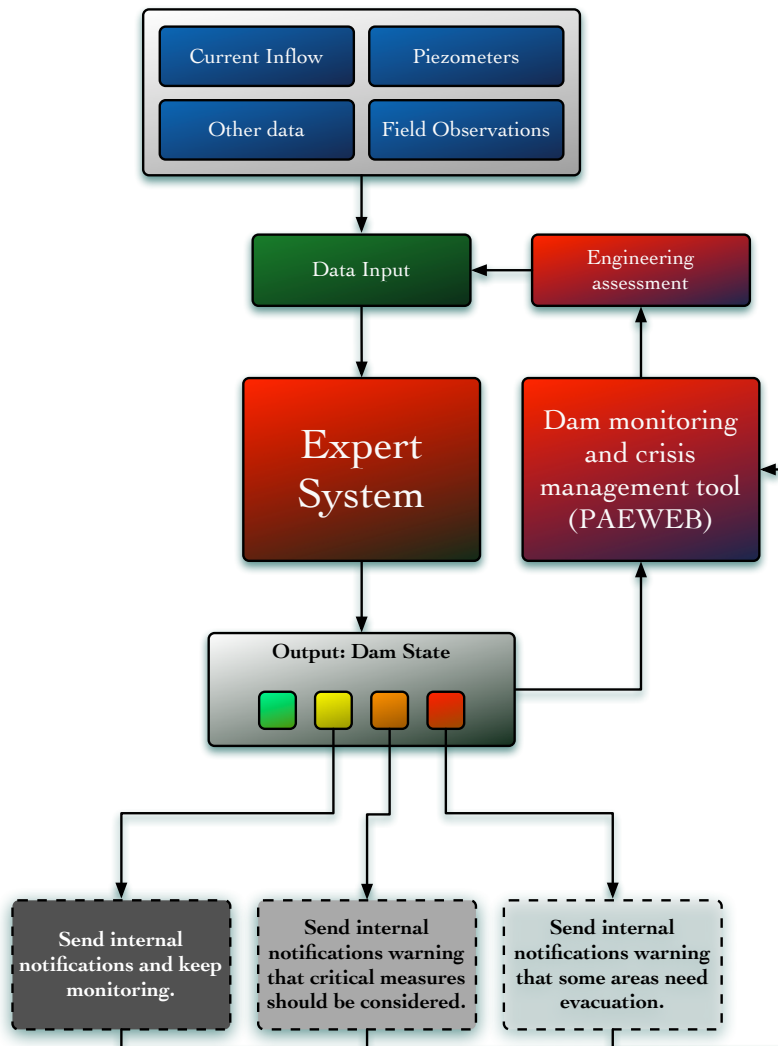 Current Inflow
Piezometers
Other data
Field Observations
Data Input
Engineering
assessment
Expert
System
Dam monitoring
and crisis
management tool
(PAEWEB)
Output: Dam State
Send internal
notifications and keep
monitoring.
Send internal
notifications warning
that critical measures
should be considered.
Send internal
notifications warning
that some areas need
evacuation.